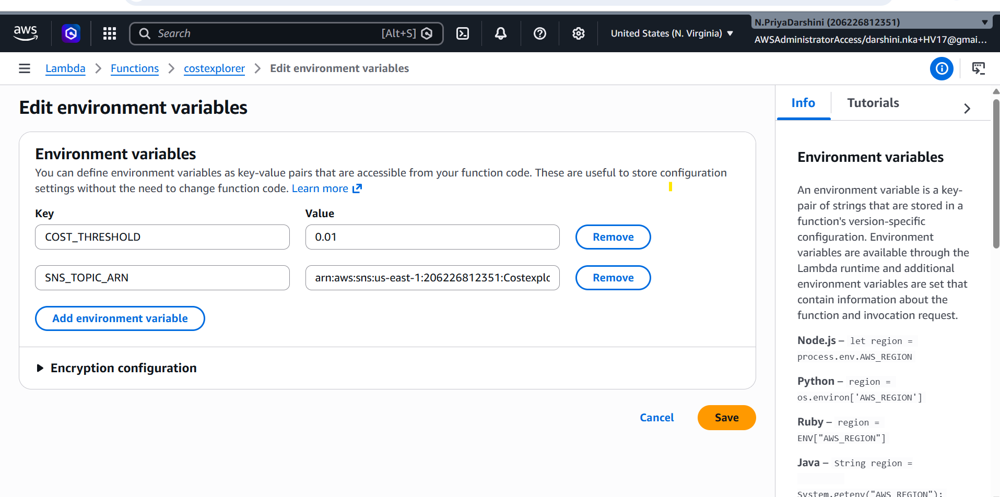 aws
Search
[Alt+S]
United States (N. Virginia)
N.PriyaDarshini (206226812351)
AWSAdministratorAccess/darshini.nka+HV17@gmai...
Lambda
Functions
costexplorer
Edit environment variables
Edit environment variables
Environment variables
You can define environment variables as key-value pairs that are accessible from your function code. These are useful to store configuration
settings without the need to change function code. Learn more
Key
Value
COST_THRESHOLD
0.01
Remove
SNS_TOPIC_ARN
arn:aws:sns:us-east-1:206226812351:Costexplo
Remove
Add environment variable
Encryption configuration
Cancel
Save
Info
Tutorials
Environment variables
An environment variable is a key-
pair of strings that are stored in a
function's version-specific
configuration. Environment
variables are available through the
Lambda runtime and additional
environment variables are set that
contain information about the
function and invocation request.
Node.js – let region =
process.env.AWS_REGION
Python – region =
os.environ['AWS_REGION']
Ruby – region =
ENV["AWS_REGION"]
Java – String region =
System.getenv("AWS_REGION");